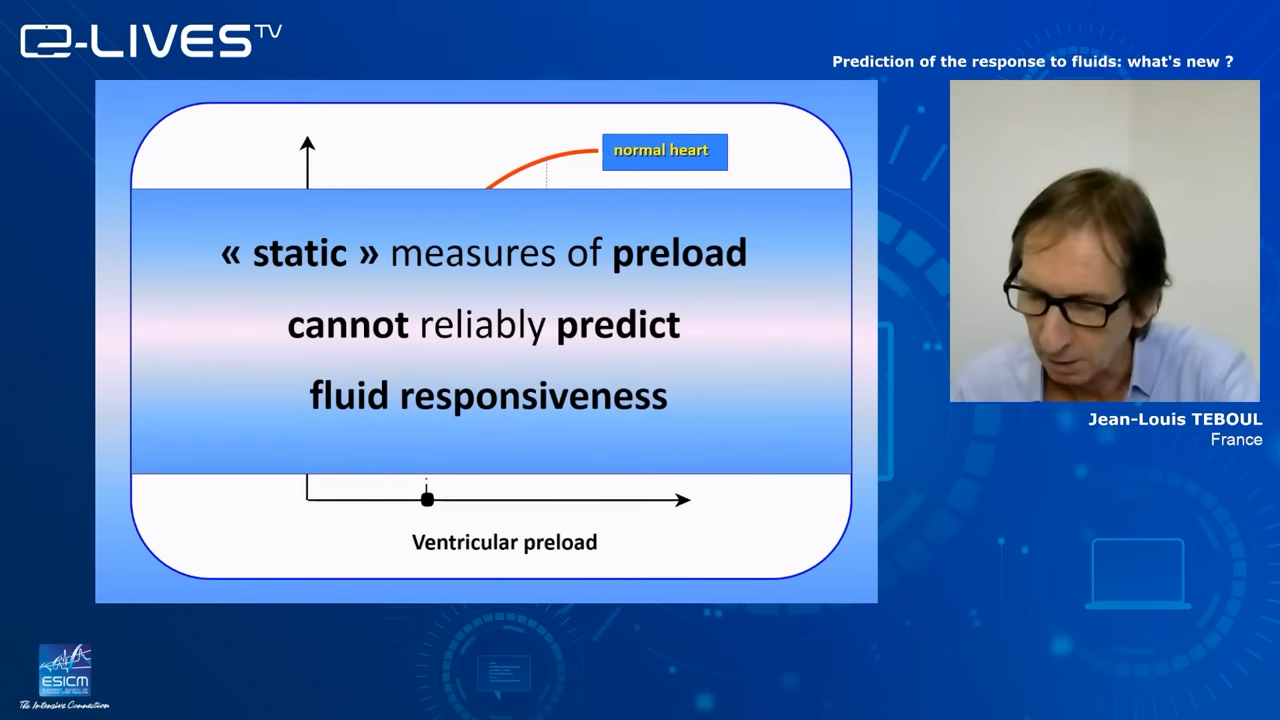 e-LIVES TV
Prediction of the response to fluids: what's new ?
normal heart
« static » measures of preload
cannot reliably predict
fluid responsiveness
Ventricular preload
Jean-Louis TEBOUL
France
ESICM
The Intensive Connection